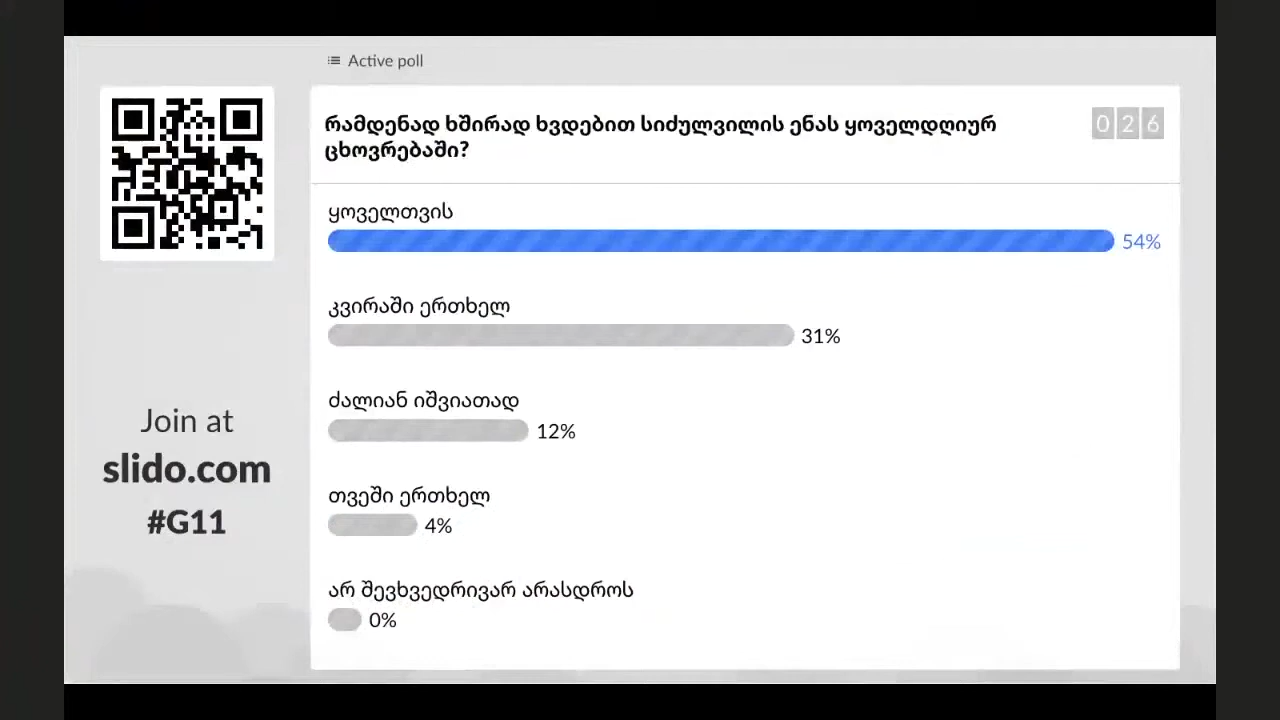 Active poll
რამდენად ხშირად ხვდებით სიძულვილის ენას ყოველდღიურ
ცხოვრებაში?
026
ყოველთვის
54%
კვირაში ერთხელ
31%
ძალიან იშვიათად
12%
თვეში ერთხელ
4%
არ შევხვედრივარ არასდროს
0%
Join at
slido.com
#G11